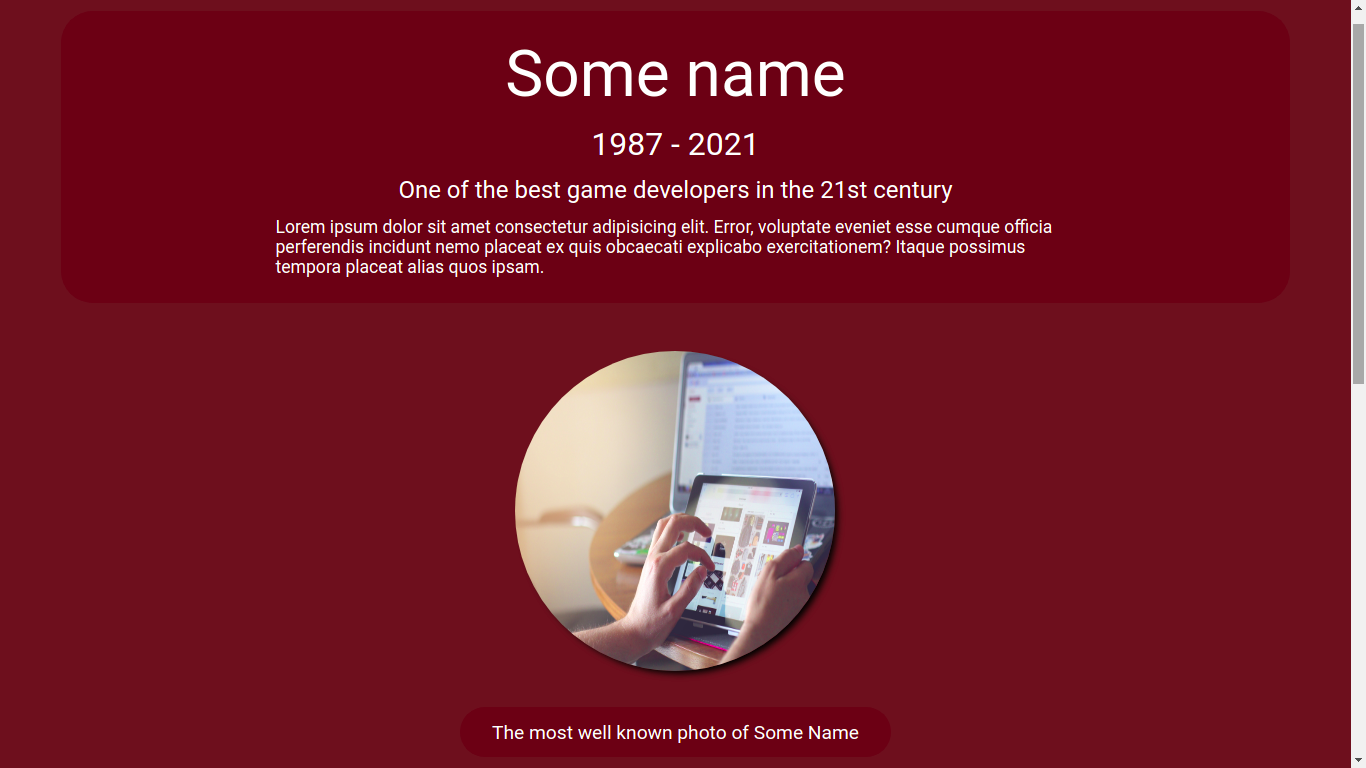 Some name
1987 - 2021
One of the best game developers in the 21st century
Lorem ipsum dolor sit amet consectetur adipisicing elit. Error, voluptate eveniet esse cumque officia
perferendis incidunt nemo placeat ex quis obcaecati explicabo exercitationem? Itaque possimus
tempora placeat alias quos ipsam.
The most well known photo of Some Name